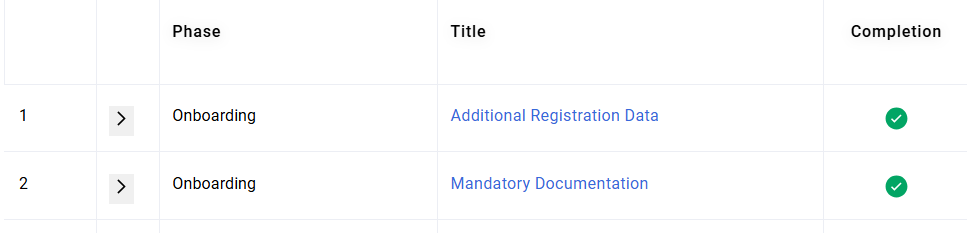 Phase Title Completion
1 Onboarding Additional Registration Data
2 Onboarding Mandatory Documentation